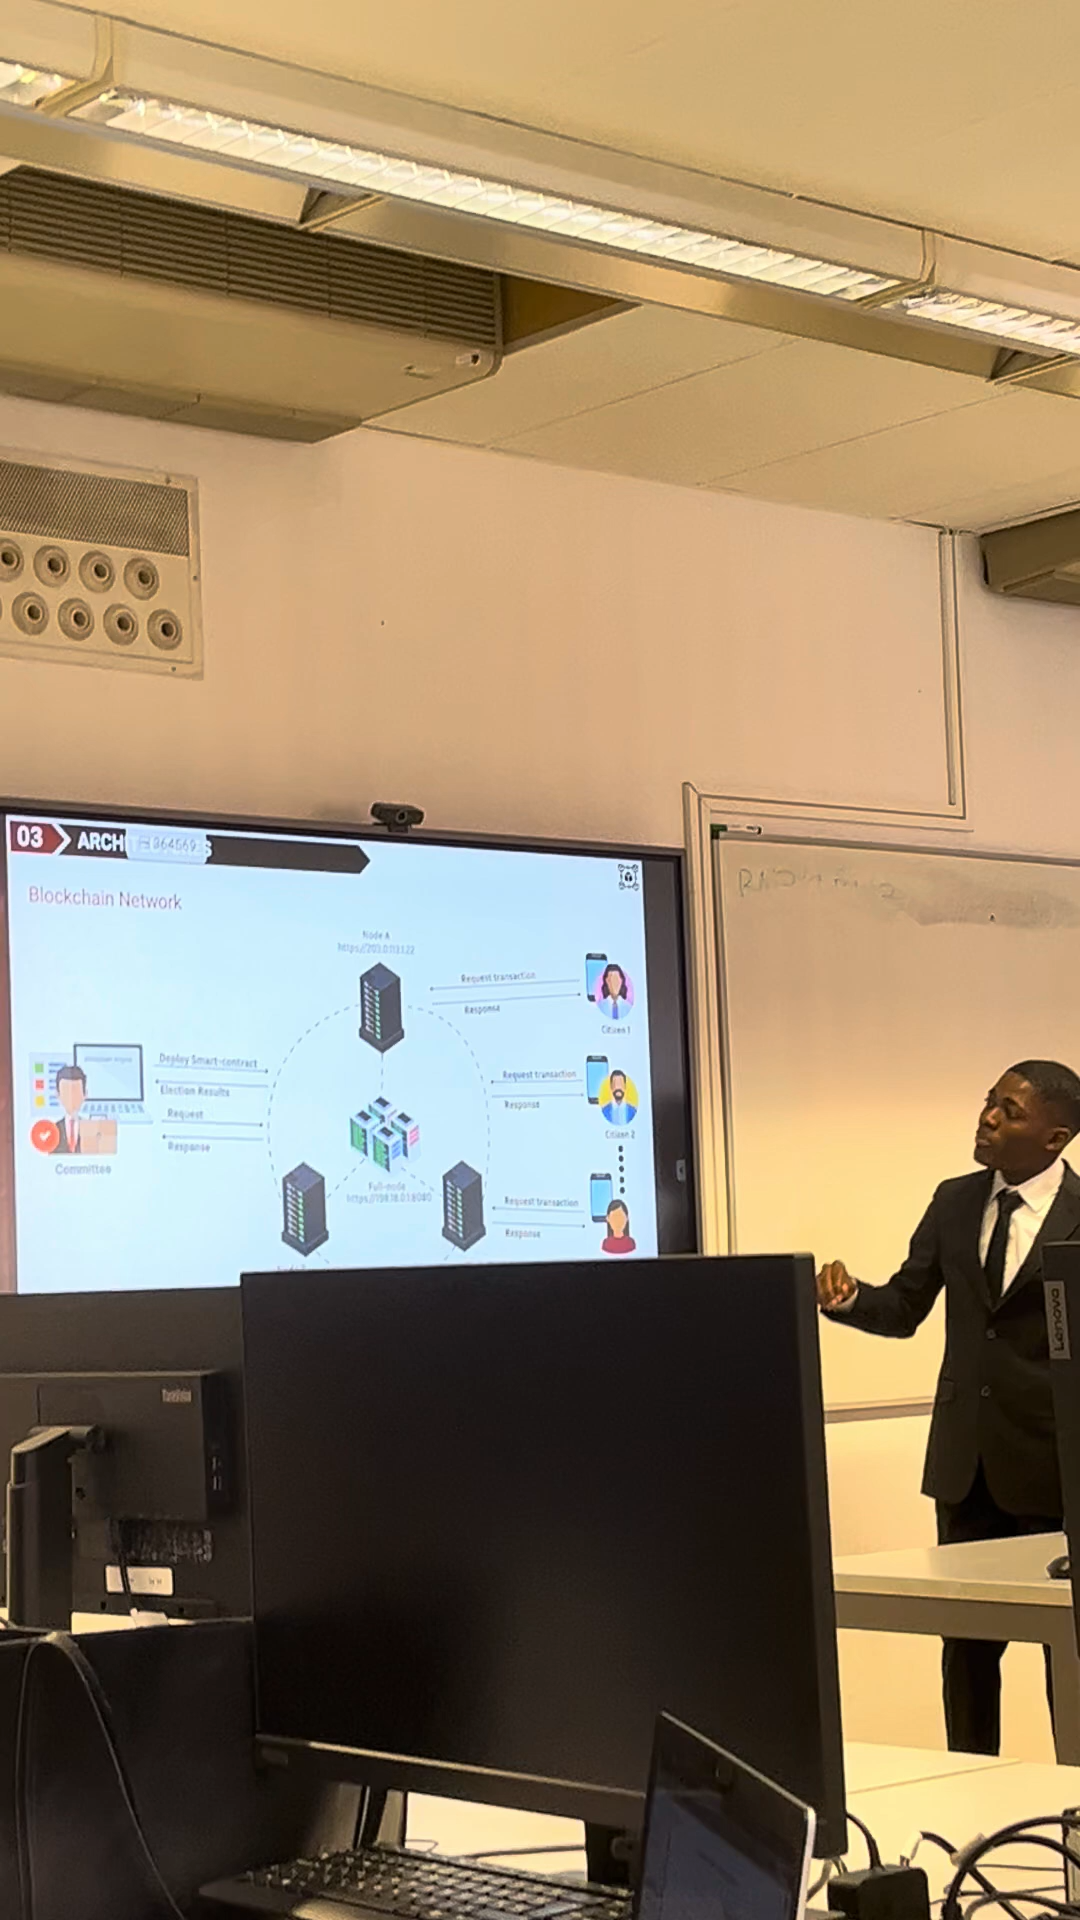 03
ARCH
364569
S
Blockchain Network
Node A
Request transaction
Response
Citizen 1
Deploy Smart-contract
Election Results
Request
Response
Committee
Request transaction
Response
Citizen 2
Full-node
Request transaction
Response
Lenovo